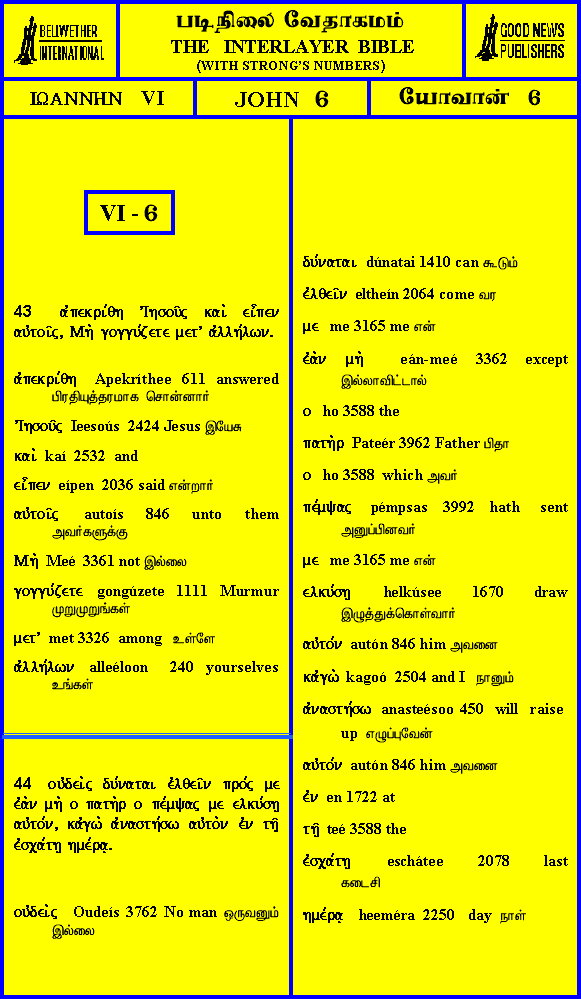 BELLWETHER
INTERNATIONAL
படிநிலை வேதாகமம்
THE INTERLAYER BIBLE
(WITH STRONG'S NUMBERS)
GOOD NEWS
PUBLISHERS
ΙΩΑΝΝΗΝ VI
JOHN 6
யோவான் 6
VI - 6
43 ἀπεκρίθη Ἰησοῦς καὶ εἶπεν
αὐτοῖς, Μὴ γογγύζετε μετ' ἀλλήλων.
ἀπεκρίθη Apekríthee 611 answered
பிரதியுத்தரமாக சொன்னார்
Ἰησοῦς Ieesoús 2424 Jesus இயேசு
καὶ kaí 2532 and
εἶπεν eípen 2036 said என்றார்
αὐτοῖς autoís 846 unto them
அவர்களுக்கு
Μὴ Meé 3361 not இல்லை
γογγύζετε gongúzete 1111 Murmur
முறுமுறுங்கள்
μετ' met 3326 among உள்ளே
ἀλλήλων alleéloon 240 yourselves
உங்கள்
44 οὐδεὶς δύναται ἐλθεῖν πρός με
ἐὰν μὴ ο πατὴρ ο πέμψας με ελκύσῃ
αὐτόν, κἀγὼ ἀναστήσω αὐτὸν ἐν τῇ
ἐσχάτῃ ημέρᾳ.
οὐδεὶς Oudeís 3762 No man ஒருவனும்
இல்லை
δύναται dúnatai 1410 can கூடும்
ἐλθεῖν eltheín 2064 come வர
με me 3165 me என்
ἐὰν μὴ eán-meé 3362 except
இல்லாவிட்டால்
ο ho 3588 the
πατὴρ Pateér 3962 Father பிதா
ο ho 3588 which அவர்
πέμψας pémpsas 3992 hath sent
அனுப்பினவர்
με me 3165 me என்
ελκύσῃ helkúsee 1670 draw
இழுத்துக்கொள்வார்
αὐτόν autón 846 him அவனை
κἀγὼ kagoó 2504 and I நானும்
ἀναστήσω anasteésoo 450 will raise
up எழுப்புவேன்
αὐτόν autón 846 him அவனை
ἐν en 1722 at
τῇ teé 3588 the
ἐσχάτῃ eschátee 2078 last
கடைசி
ημέρᾳ heeméra 2250 day நாள்